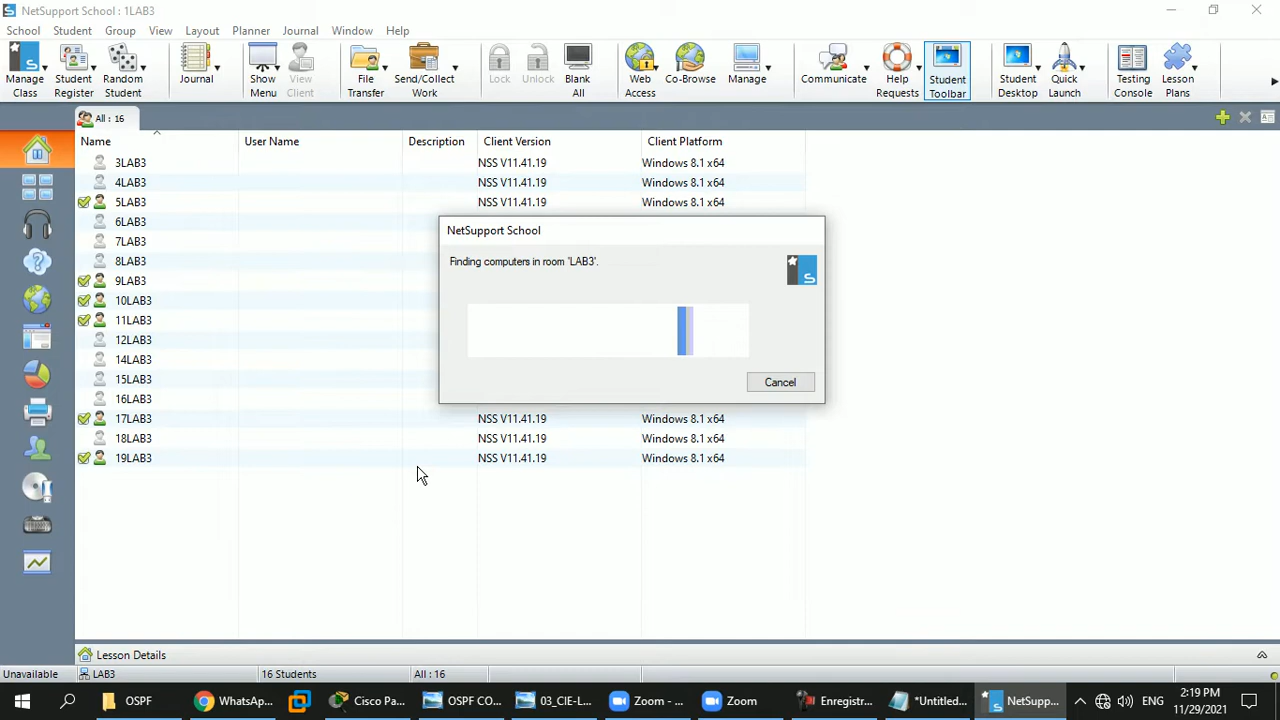 NetSupport School : 1LAB3
School Student Group View Layout Planner Journal Window Help
Manage Class Student Register Random Student Journal Show Menu View Client File Transfer Send/Collect Work Lock Unlock Blank All Web Access Co-Browse Manage Communicate Help Requests Student Toolbar Student Desktop Quick Launch Testing Console Lesson Plans
All : 16
Name User Name Description Client Version Client Platform
3LAB3 NSS V11.41.19 Windows 8.1 x64
4LAB3 NSS V11.41.19 Windows 8.1 x64
5LAB3 NSS V11.41.19 Windows 8.1 x64
6LAB3
7LAB3
8LAB3
9LAB3
10LAB3
11LAB3
12LAB3
14LAB3
15LAB3
16LAB3
17LAB3 NSS V11.41.19 Windows 8.1 x64
18LAB3 NSS V11.41.19 Windows 8.1 x64
19LAB3 NSS V11.41.19 Windows 8.1 x64
NetSupport School
Finding computers in room 'LAB3'.
Cancel
Lesson Details
Unavailable LAB3 16 Students All : 16
OSPF WhatsAp... Cisco Pa... OSPF CO... 03_CIE-L... Zoom - ... Zoom Enregistr... *Untitled... NetSupp... ENG 2:19 PM
11/29/2021